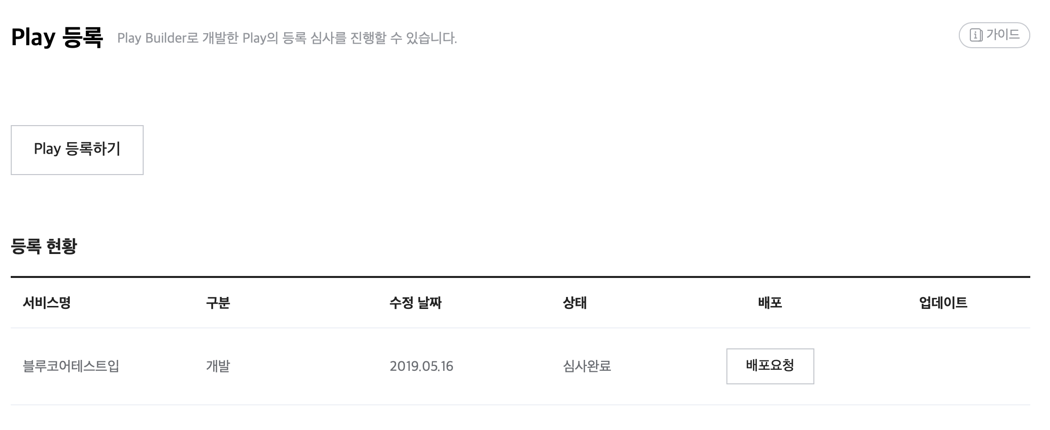 Play 등록 Play Builder로 개발한 Play의 등록 심사를 진행할 수 있습니다. 가이드
Play 등록하기
등록 현황
서비스명 구분 수정 날짜 상태 배포 업데이트
블루코어테스트입 개발 2019.05.16 심사완료 배포요청